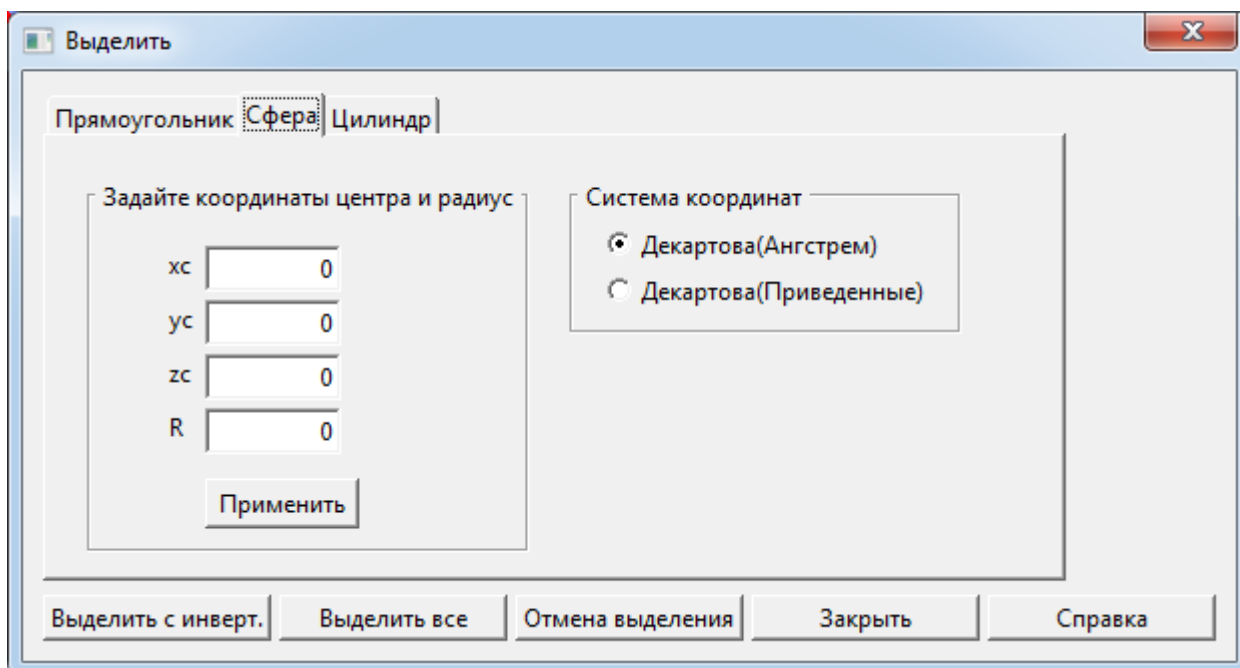 Выделить
Прямоугольник Сфера Цилиндр
Задайте координаты центра и радиус
xc 0
yc 0
zc 0
R 0
Применить
Система координат
Декартова(Ангстрем)
Декартова(Приведенные)
Выделить с инверт. Выделить все Отмена выделения Закрыть Справка